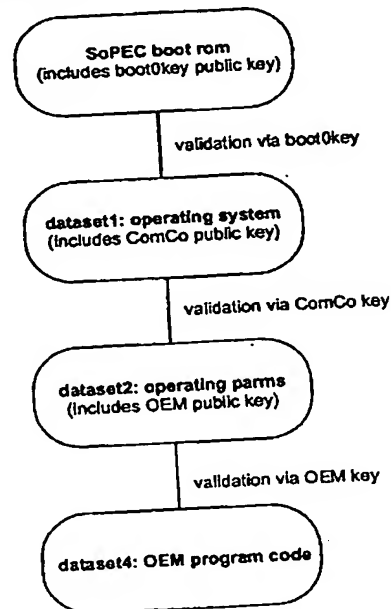 SoPEC boot rom
(includes boot0key public key)
validation via boot0key
dataset1: operating system
(includes ComCo public key)
validation via ComCo key
dataset2: operating parms
(includes OEM public key)
validation via OEM key
dataset4: OEM program code